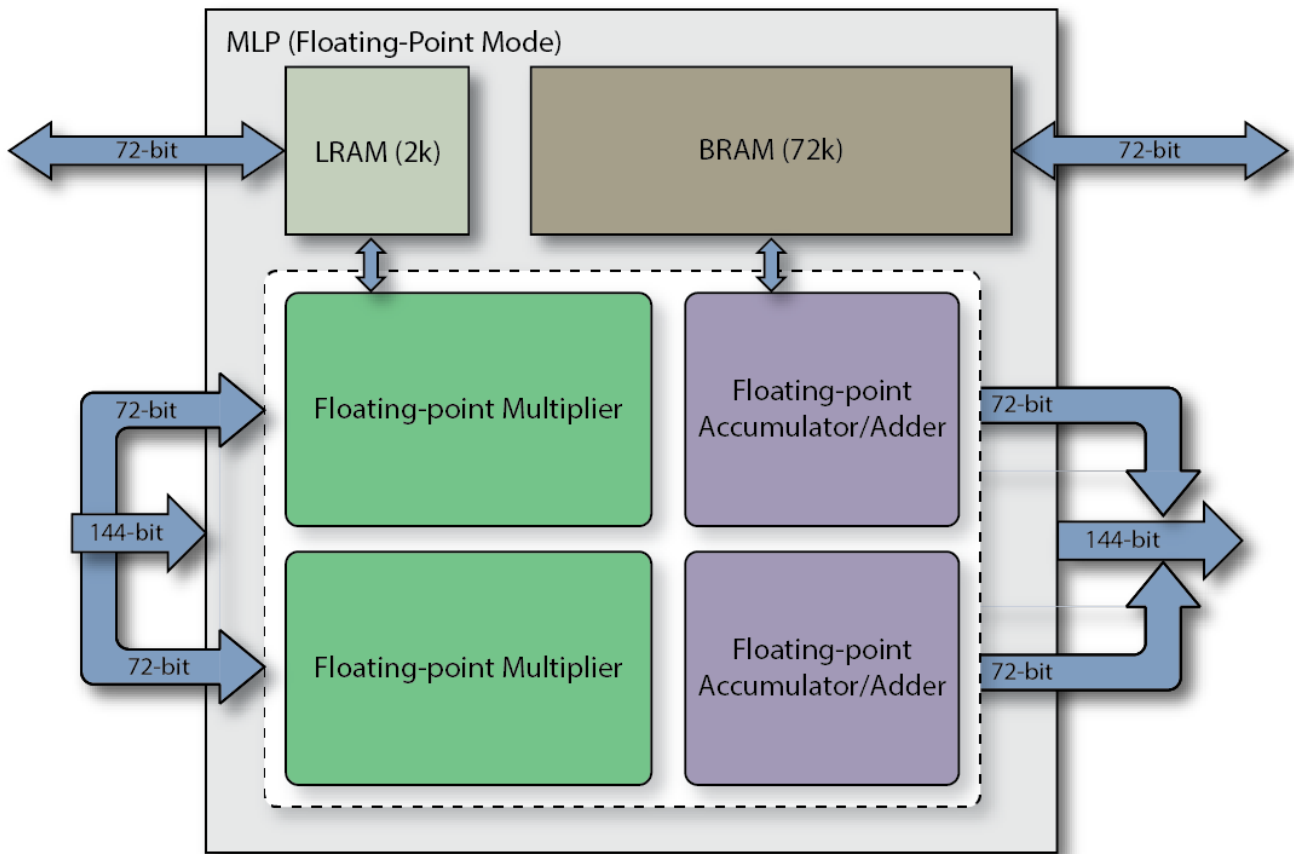 MLP (Floating-Point Mode)
72-bit
LRAM (2k)
BRAM (72k)
72-bit
72-bit
Floating-point Multiplier
Floating-point
Accumulator/Adder
72-bit
144-bit
144-bit
72-bit
Floating-point Multiplier
Floating-point
Accumulator/Adder
72-bit